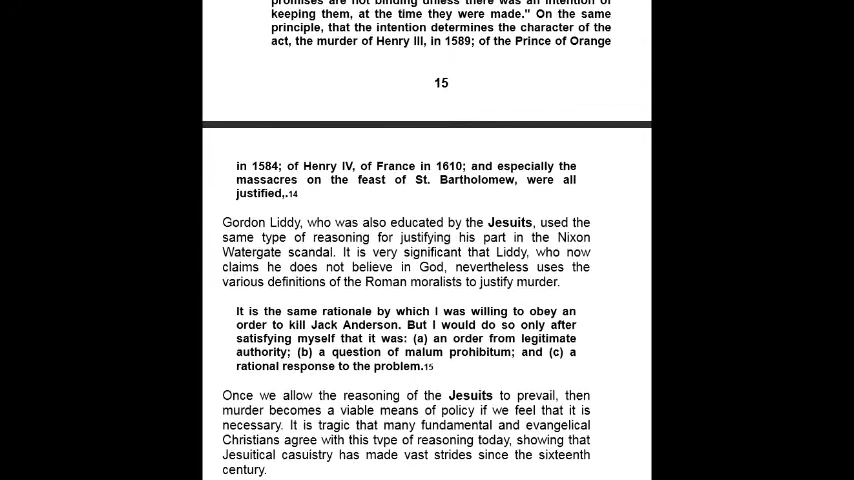 promises are not binding unless there was an intention of
keeping them, at the time they were made." On the same
principle, that the intention determines the character of the
act, the murder of Henry III, in 1589; of the Prince of Orange
15
in 1584; of Henry IV, of France in 1610; and especially the
massacres on the feast of St. Bartholomew, were all
justified,.14
Gordon Liddy, who was also educated by the Jesuits, used the
same type of reasoning for justifying his part in the Nixon
Watergate scandal. It is very significant that Liddy, who now
claims he does not believe in God, nevertheless uses the
various definitions of the Roman moralists to justify murder.
It is the same rationale by which I was willing to obey an
order to kill Jack Anderson. But I would do so only after
satisfying myself that it was: (a) an order from legitimate
authority; (b) a question of malum prohibitum; and (c) a
rational response to the problem.15
Once we allow the reasoning of the Jesuits to prevail, then
murder becomes a viable means of policy if we feel that it is
necessary. It is tragic that many fundamental and evangelical
Christians agree with this type of reasoning today, showing that
Jesuitical casuistry has made vast strides since the sixteenth
century.